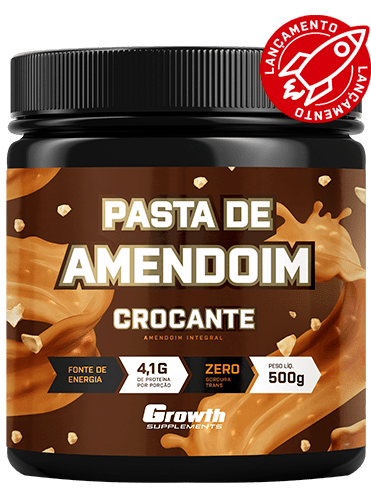 LANÇAMENTO
LANÇAMENTO
PASTA DE
AMENDOIM
CROCANTE
AMENDOIM INTEGRAL
FONTE DE
ENERGIA
4,1G
DE PROTEÍNA
POR PORÇÃO
ZERO
GORDURA
TRANS
PESO LÍQ.
500g
Growth
SUPPLEMENTS